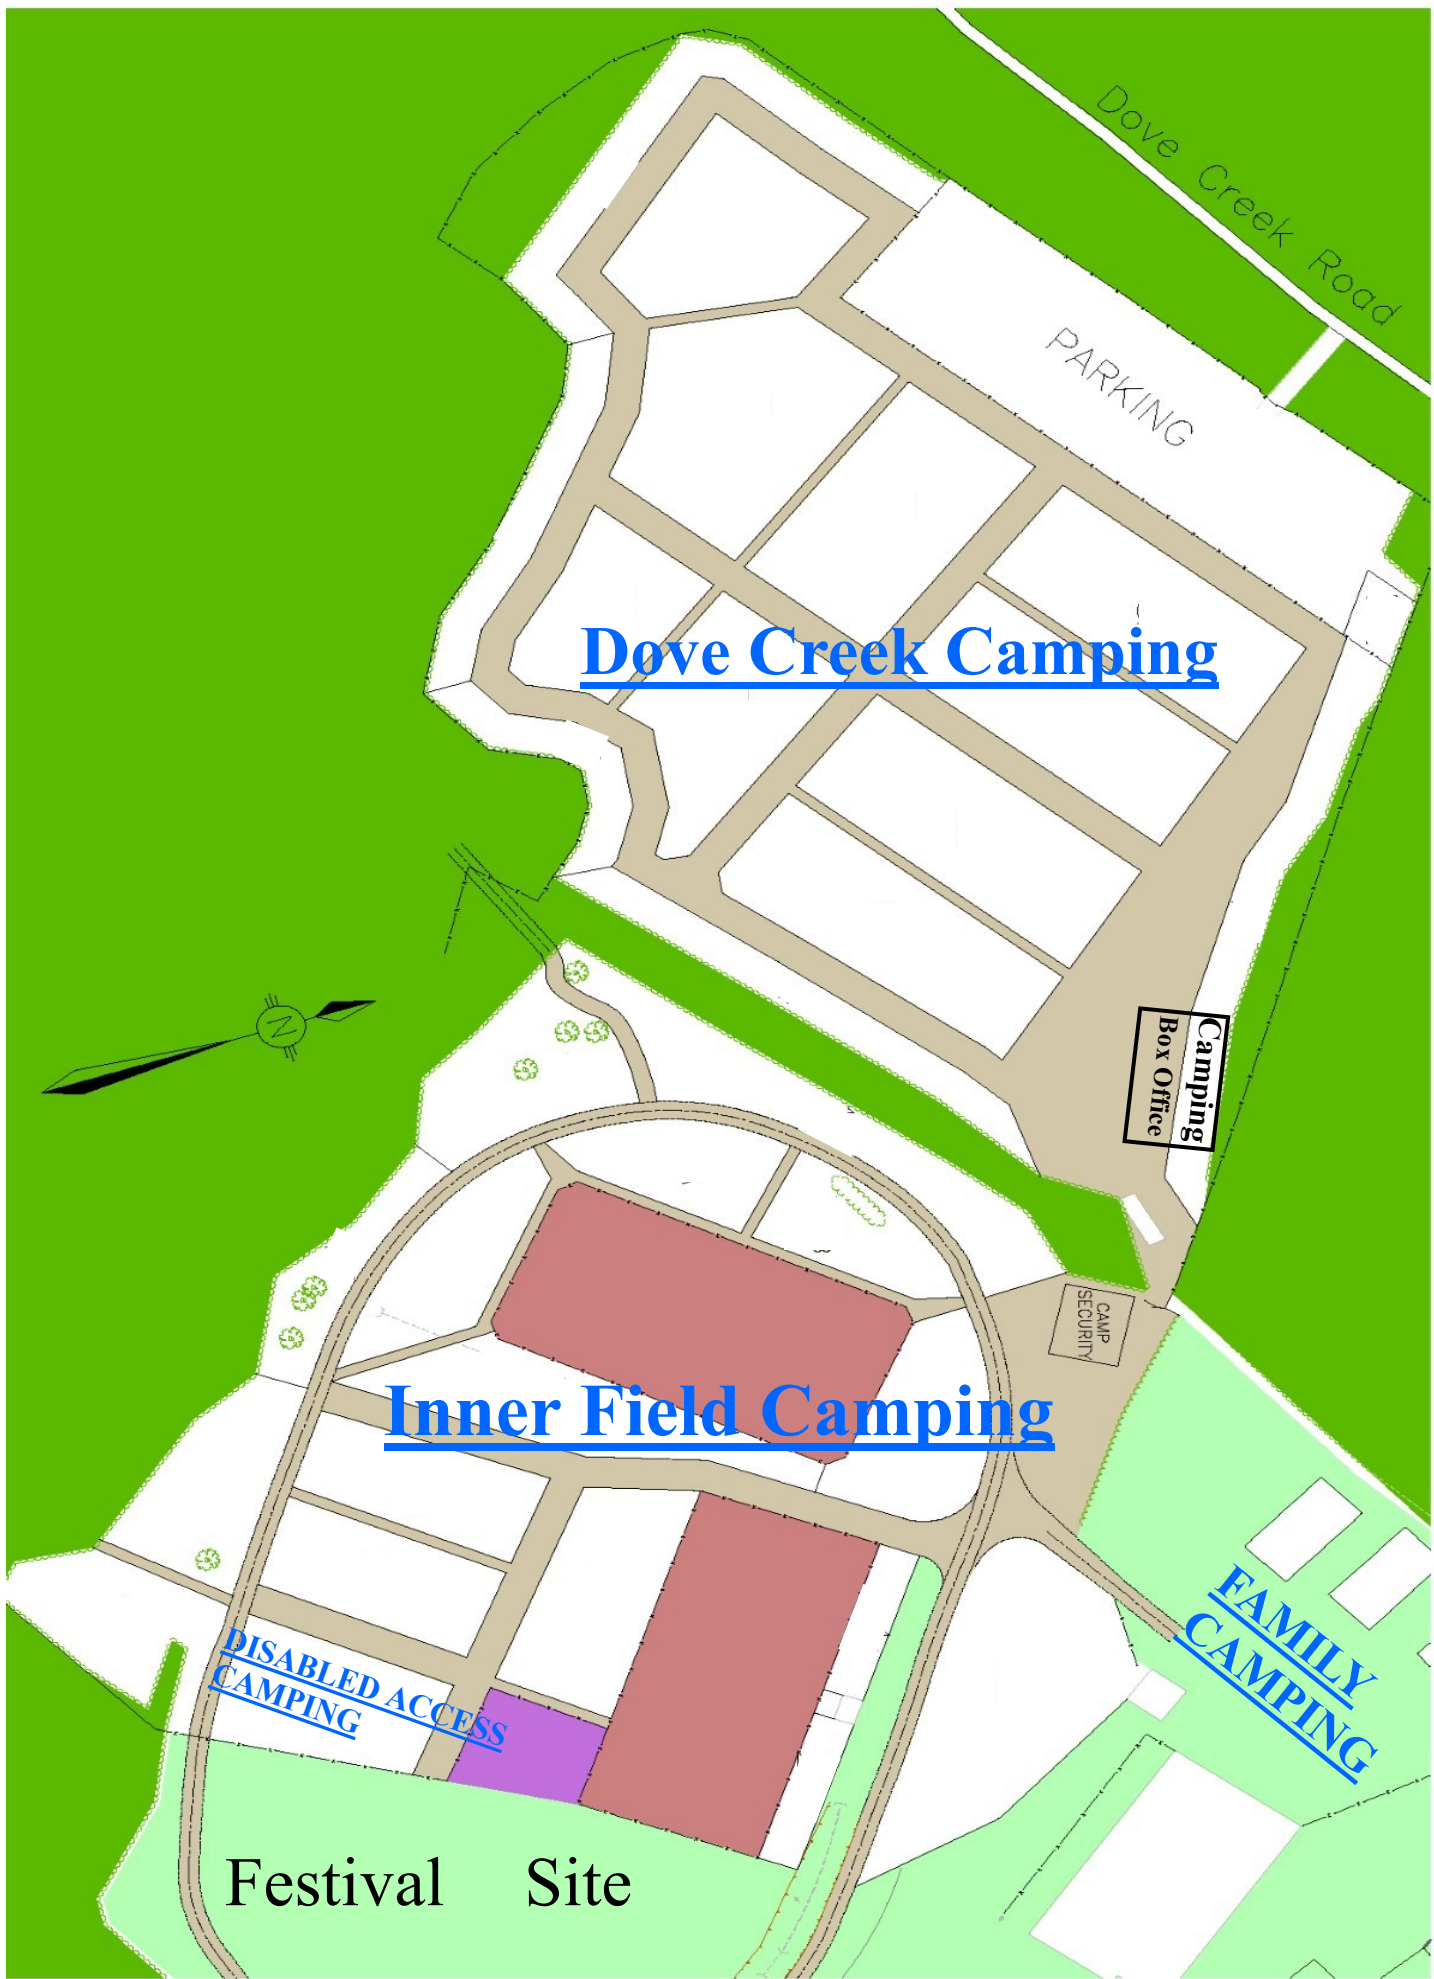 Dove Creek Road
PARKING
Dove Creek Camping
N
Camping
Box Office
CAMP
SECURITY
Inner Field Camping
FAMILY
CAMPING
DISABLED ACCESS
CAMPING
Festival Site